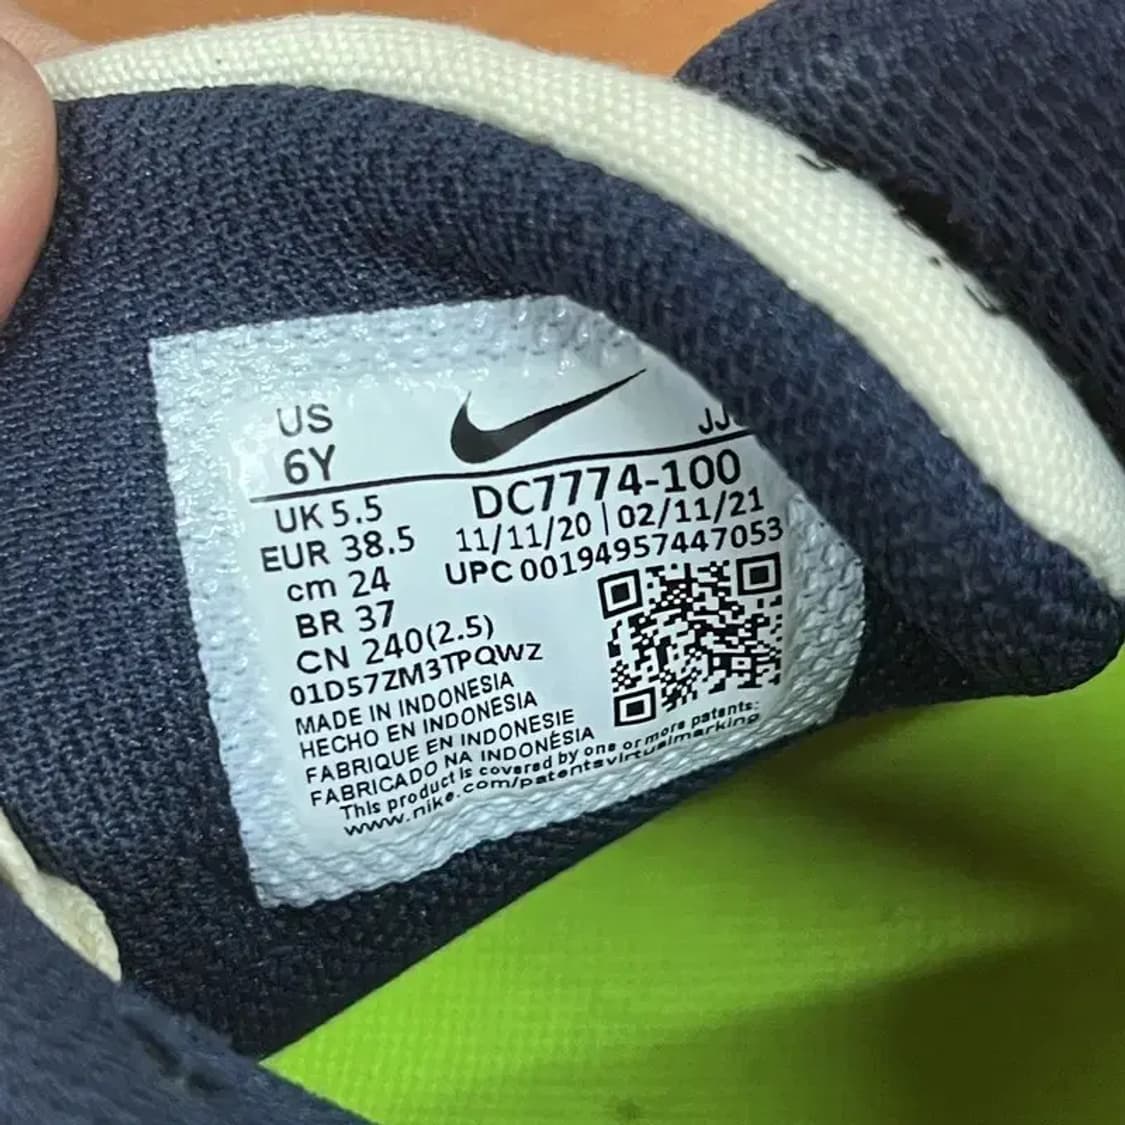 US
6Y
JJ
UK 5.5
EUR 38.5
cm 24
BR 37
CN 240(2.5)
DC7774-100
11/11/20 | 02/11/21
UPC 00194957447053
01D57ZM3TPQWZ
MADE IN INDONESIA
HECHO EN INDONESIA
FABRIQUE EN INDONESIE
FABRICADO NA INDONÉSIA
This product is covered by one or more patents:
www.nike.com/patentsvirtualmarking